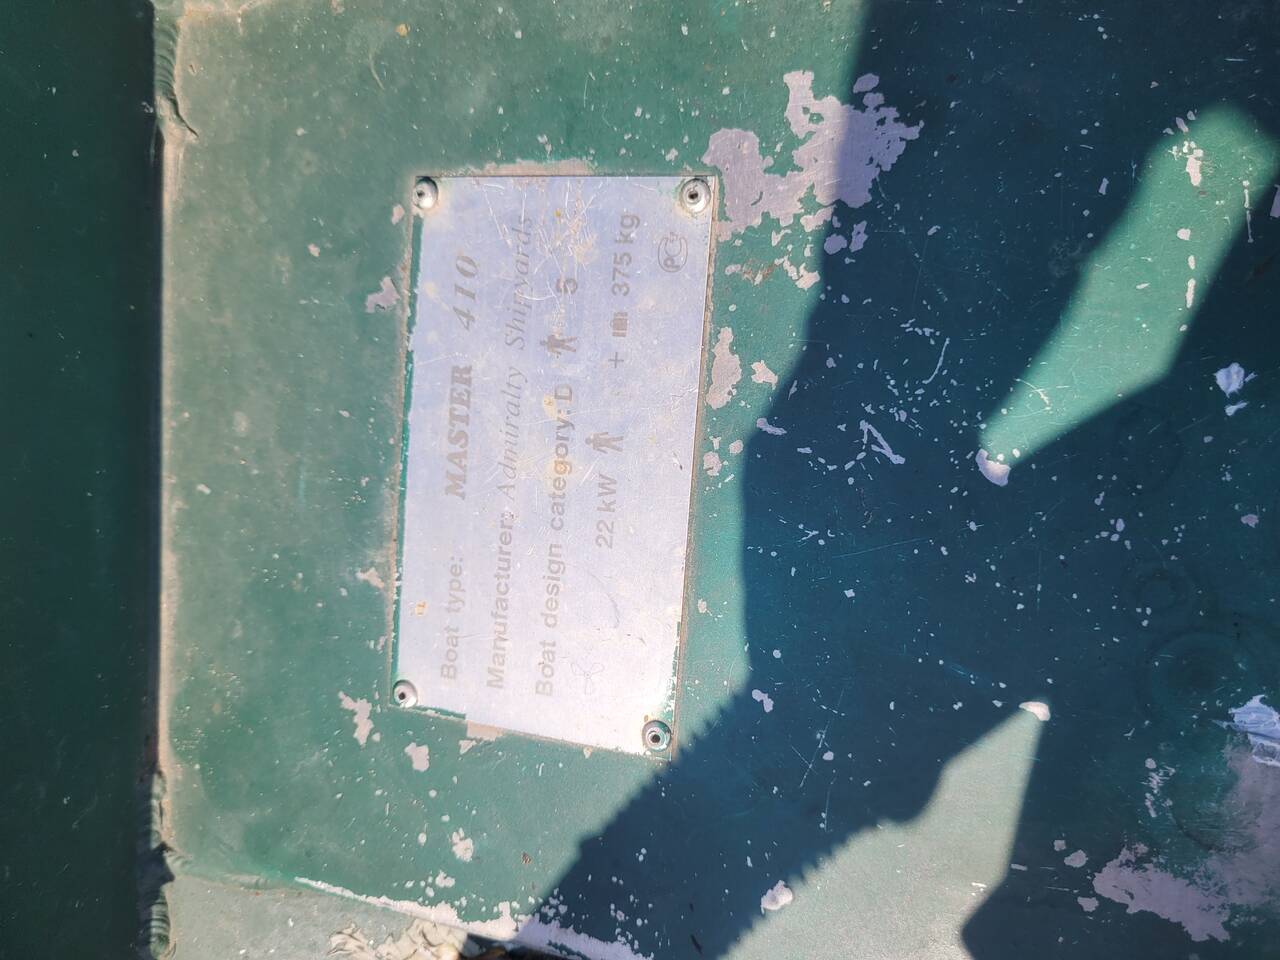 Boat type: MASTER 410
Manufacturer: Admiralty Shipyards
Boat design category: D 5
22 kW + 375 kg